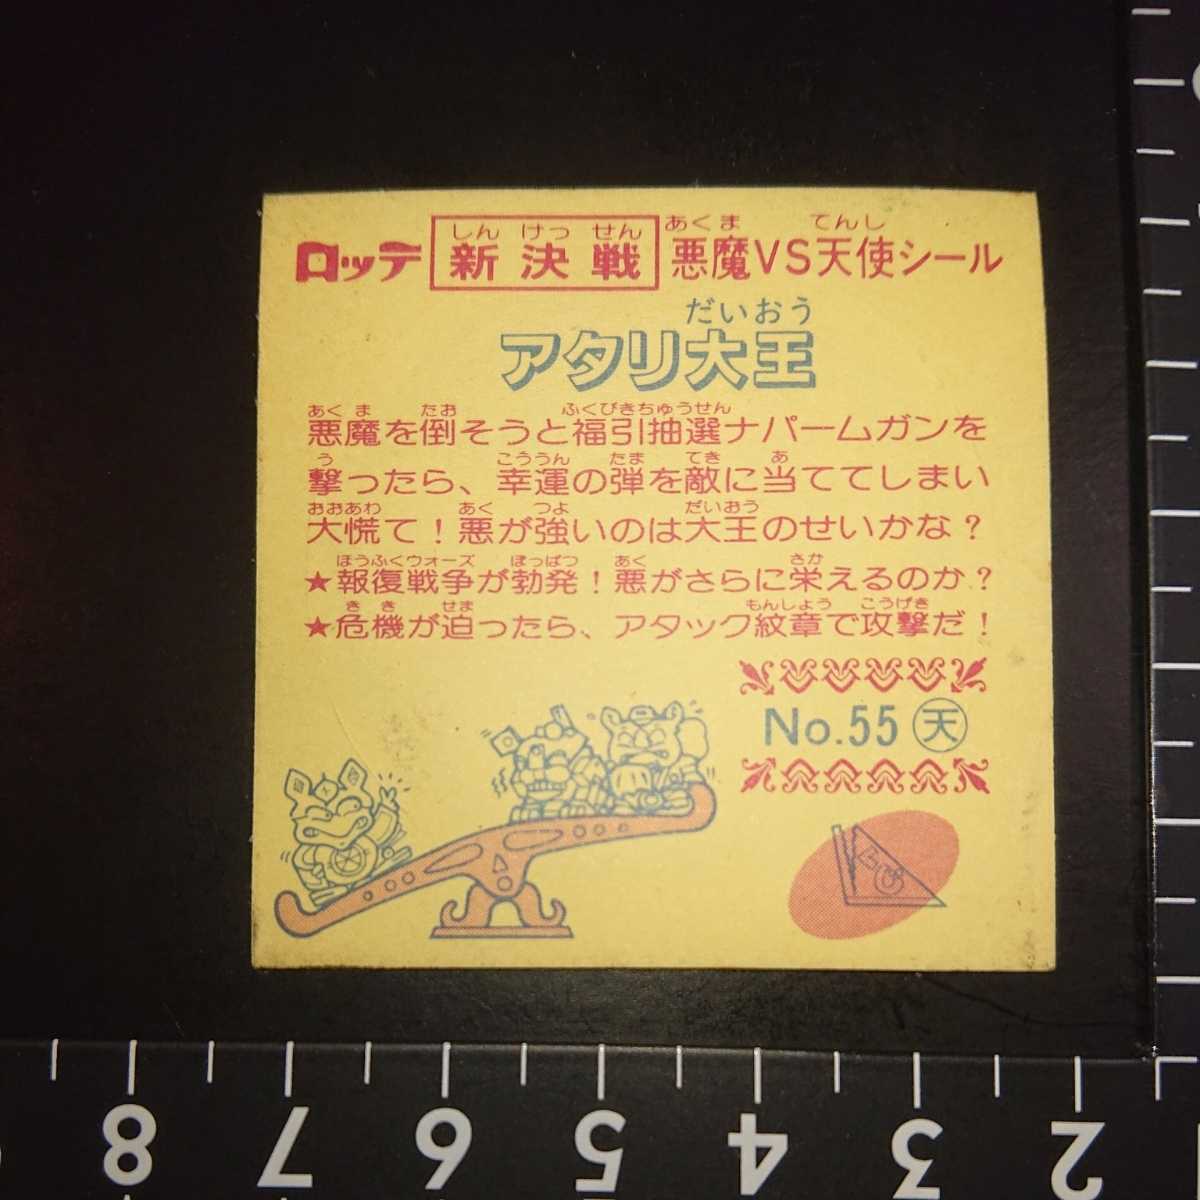 しん けっ せん あくま てんし
ロッテ 新決戦 悪魔VS天使シール
だいおう
アタリ大王
あくま たお ふくびきちゅうせん
悪魔を倒そうと福引抽選ナパームガンを
う こううん たま てき あ
撃ったら、幸運の弾を敵に当ててしまい
おおあわ あく つよ だいおう
大慌て！悪が強いのは大王のせいかな？
ほうふくウォーズ ぼっぱつ あく さか
★報復戦争が勃発！悪がさらに栄えるのか？
きき せま もんしょう こうげき
★危機が迫ったら、アタック紋章で攻撃だ！
No.55 天
8 7 6 5 4 3 2